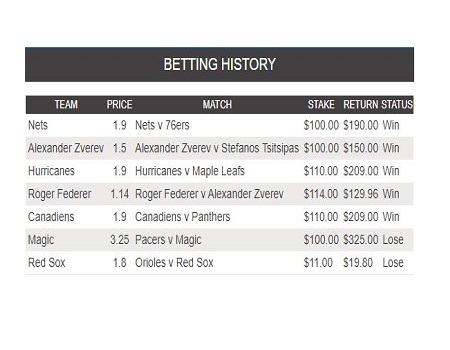 BETTING HISTORY
TEAM PRICE MATCH STAKE RETURN STATUS
Nets 1.9 Nets v 76ers $100.00 $190.00 Win
Alexander Zverev 1.5 Alexander Zverev v Stefanos Tsitsipas $100.00 $150.00 Win
Hurricanes 1.9 Hurricanes v Maple Leafs $110.00 $209.00 Win
Roger Federer 1.14 Roger Federer v Alexander Zverev $114.00 $129.96 Win
Canadiens 1.9 Canadiens v Panthers $110.00 $209.00 Win
Magic 3.25 Pacers v Magic $100.00 $325.00 Lose
Red Sox 1.8 Orioles v Red Sox $11.00 $19.80 Lose